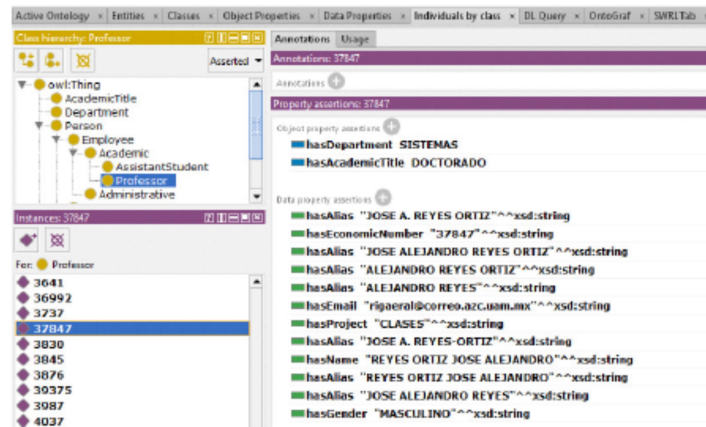 Active Ontology × Entities × Classes × Object Properties × Data Properties × Individuals by class × DL Query × OntoGraf × SWRLTab
Class hierarchy: Professor
Asserted
owl:Thing
AcademicTitle
Department
Person
Employee
Academic
AssistantStudent
Professor
Administrative
Instances: 37847
For: Professor
3641
36992
3737
37847
3830
3845
3876
39375
3987
4037
Annotations Usage
Annotations: 37847
Annotations
Property assertions: 37847
Object property assertions
hasDepartment SISTEMAS
hasAcademicTitle DOCTORADO
Data property assertions
hasAlias "JOSE A. REYES ORTIZ"^^xsd:string
hasEconomicNumber "37847"^^xsd:string
hasAlias "JOSE ALEJANDRO REYES ORTIZ"^^xsd:string
hasAlias "ALEJANDRO REYES ORTIZ"^^xsd:string
hasAlias "ALEJANDRO REYES"^^xsd:string
hasEmail "rigaeral@correo.azc.uam.mx"^^xsd:string
hasProject "CLASES"^^xsd:string
hasAlias "JOSE A. REYES-ORTIZ"^^xsd:string
hasName "REYES ORTIZ JOSE ALEJANDRO"^^xsd:string
hasAlias "REYES ORTIZ JOSE ALEJANDRO"^^xsd:string
hasAlias "JOSE ALEJANDRO REYES"^^xsd:string
hasGender "MASCULINO"^^xsd:string